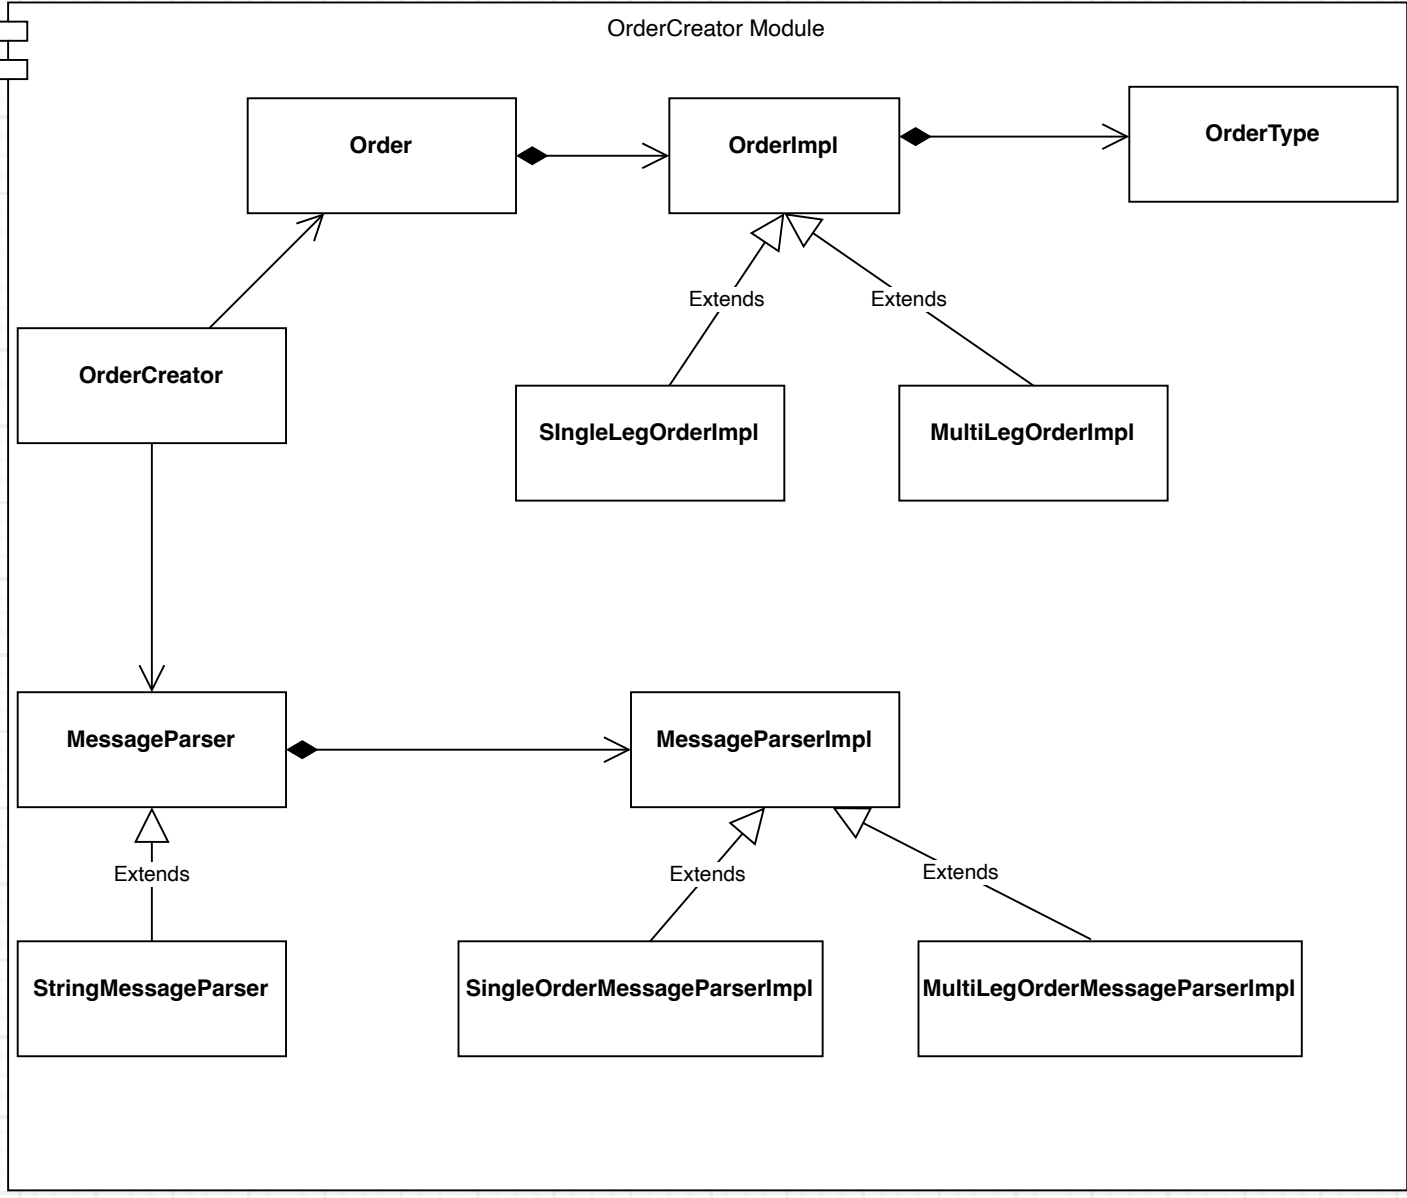 OrderCreator Module
Order
OrderImpl
OrderType
Extends
Extends
OrderCreator
SIngleLegOrderImpl
MultiLegOrderImpl
MessageParser
MessageParserImpl
Extends
Extends
Extends
StringMessageParser
SingleOrderMessageParserImpl
MultiLegOrderMessageParserImpl